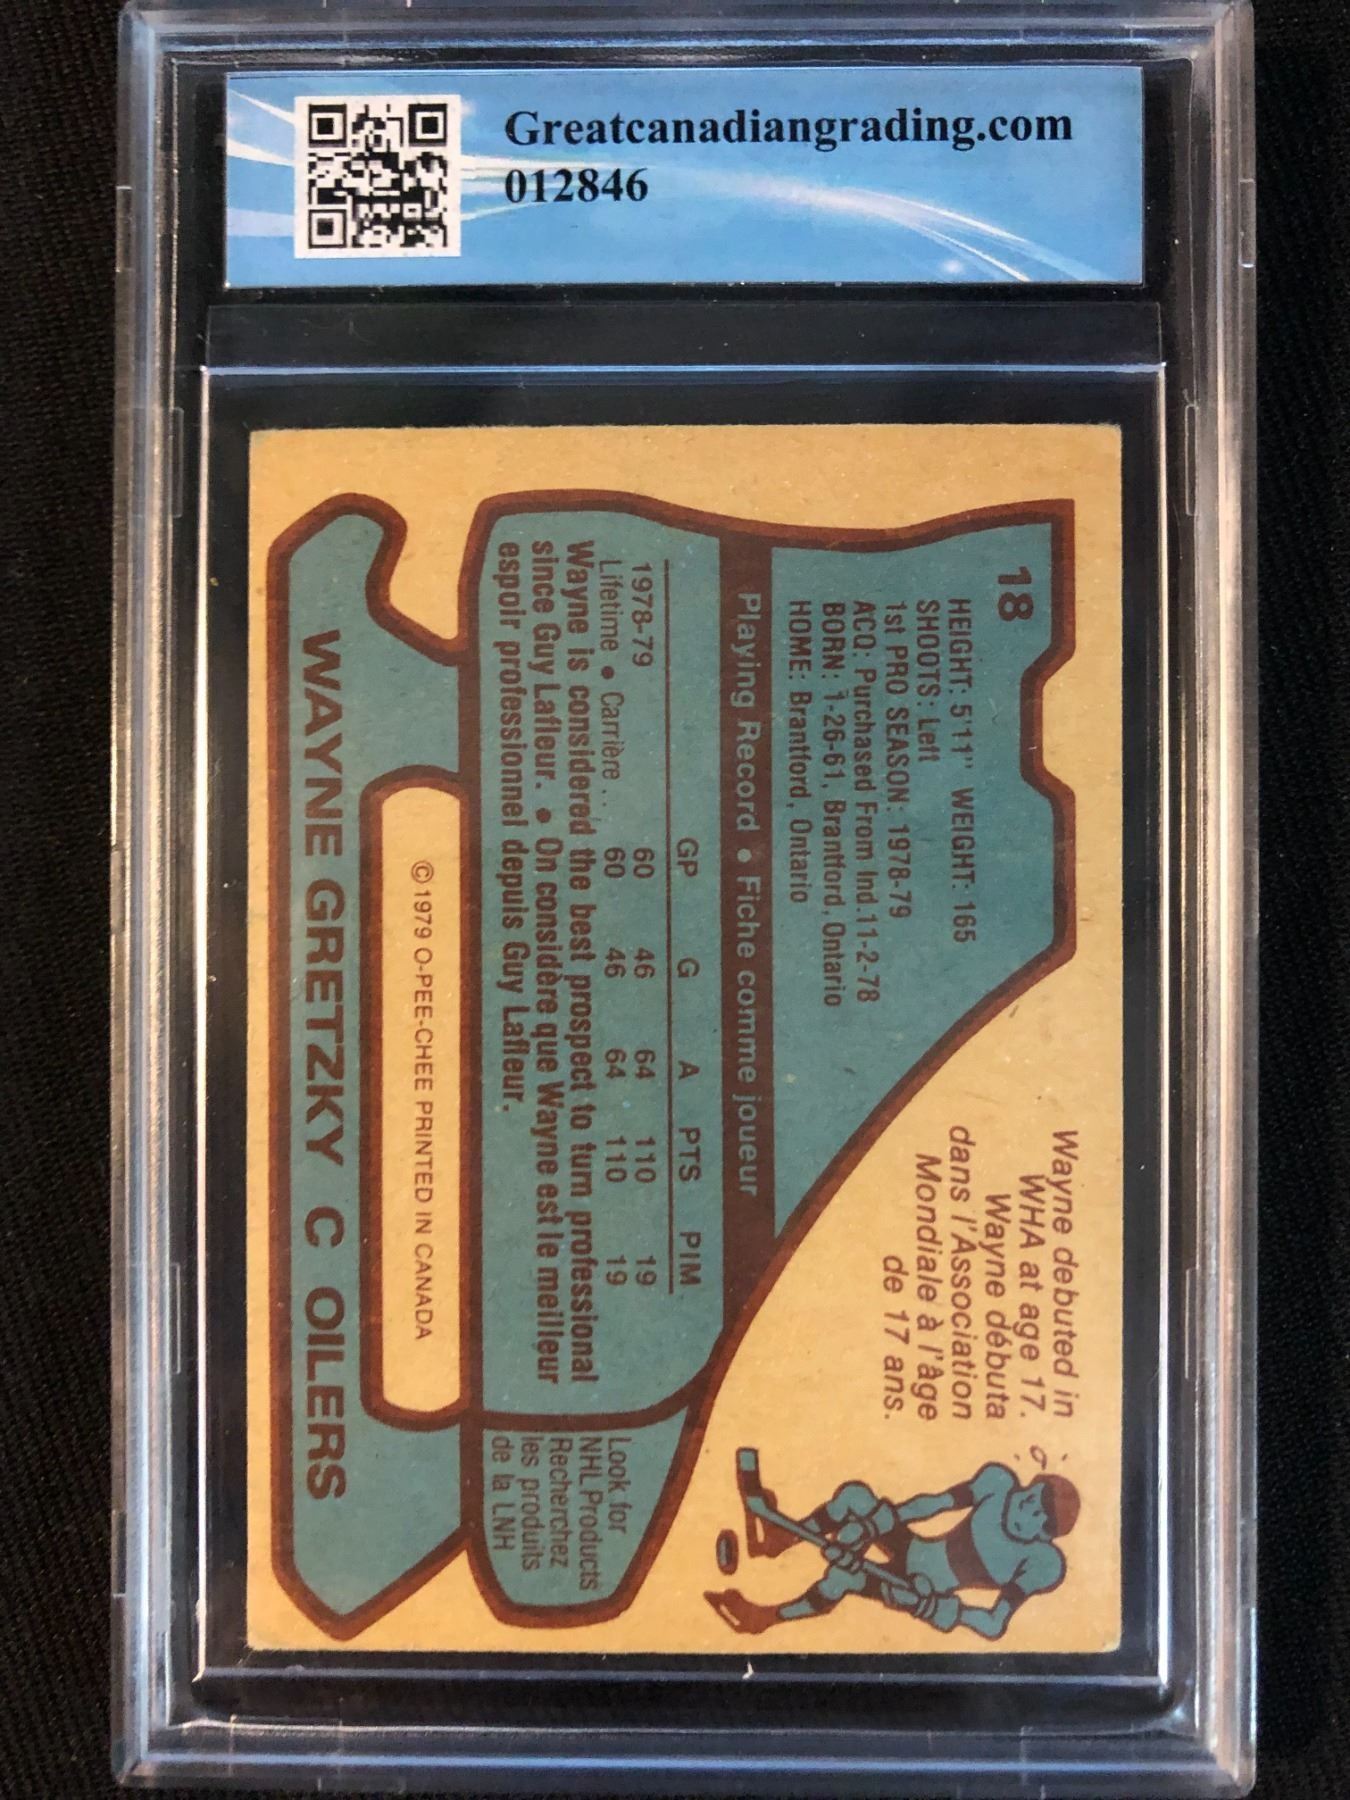 Greatcanadiangrading.com
012846
18
HEIGHT: 5'11" WEIGHT: 165
SHOOTS: Left
1st PRO SEASON: 1978-79
ACQ: Purchased From Ind.11-2-78
BORN: 1-26-61, Brantford, Ontario
HOME: Brantford, Ontario
Wayne debuted in
WHA at age 17.
Wayne débuta
dans l'Association
Mondiale à l'âge
de 17 ans.
Playing Record • Fiche comme joueur
GP G A PTS PIM
1978-79 60 46 64 110 19
Lifetime • Carrière ... 60 46 64 110 19
Wayne is considered the best prospect to turn professional
since Guy Lafleur. • On considère que Wayne est le meilleur
espoir professionnel depuis Guy Lafleur.
Look for
NHL Products
Recherchez
les produits
de la LNH
© 1979 O-PEE-CHEE PRINTED IN CANADA
WAYNE GRETZKY C OILERS